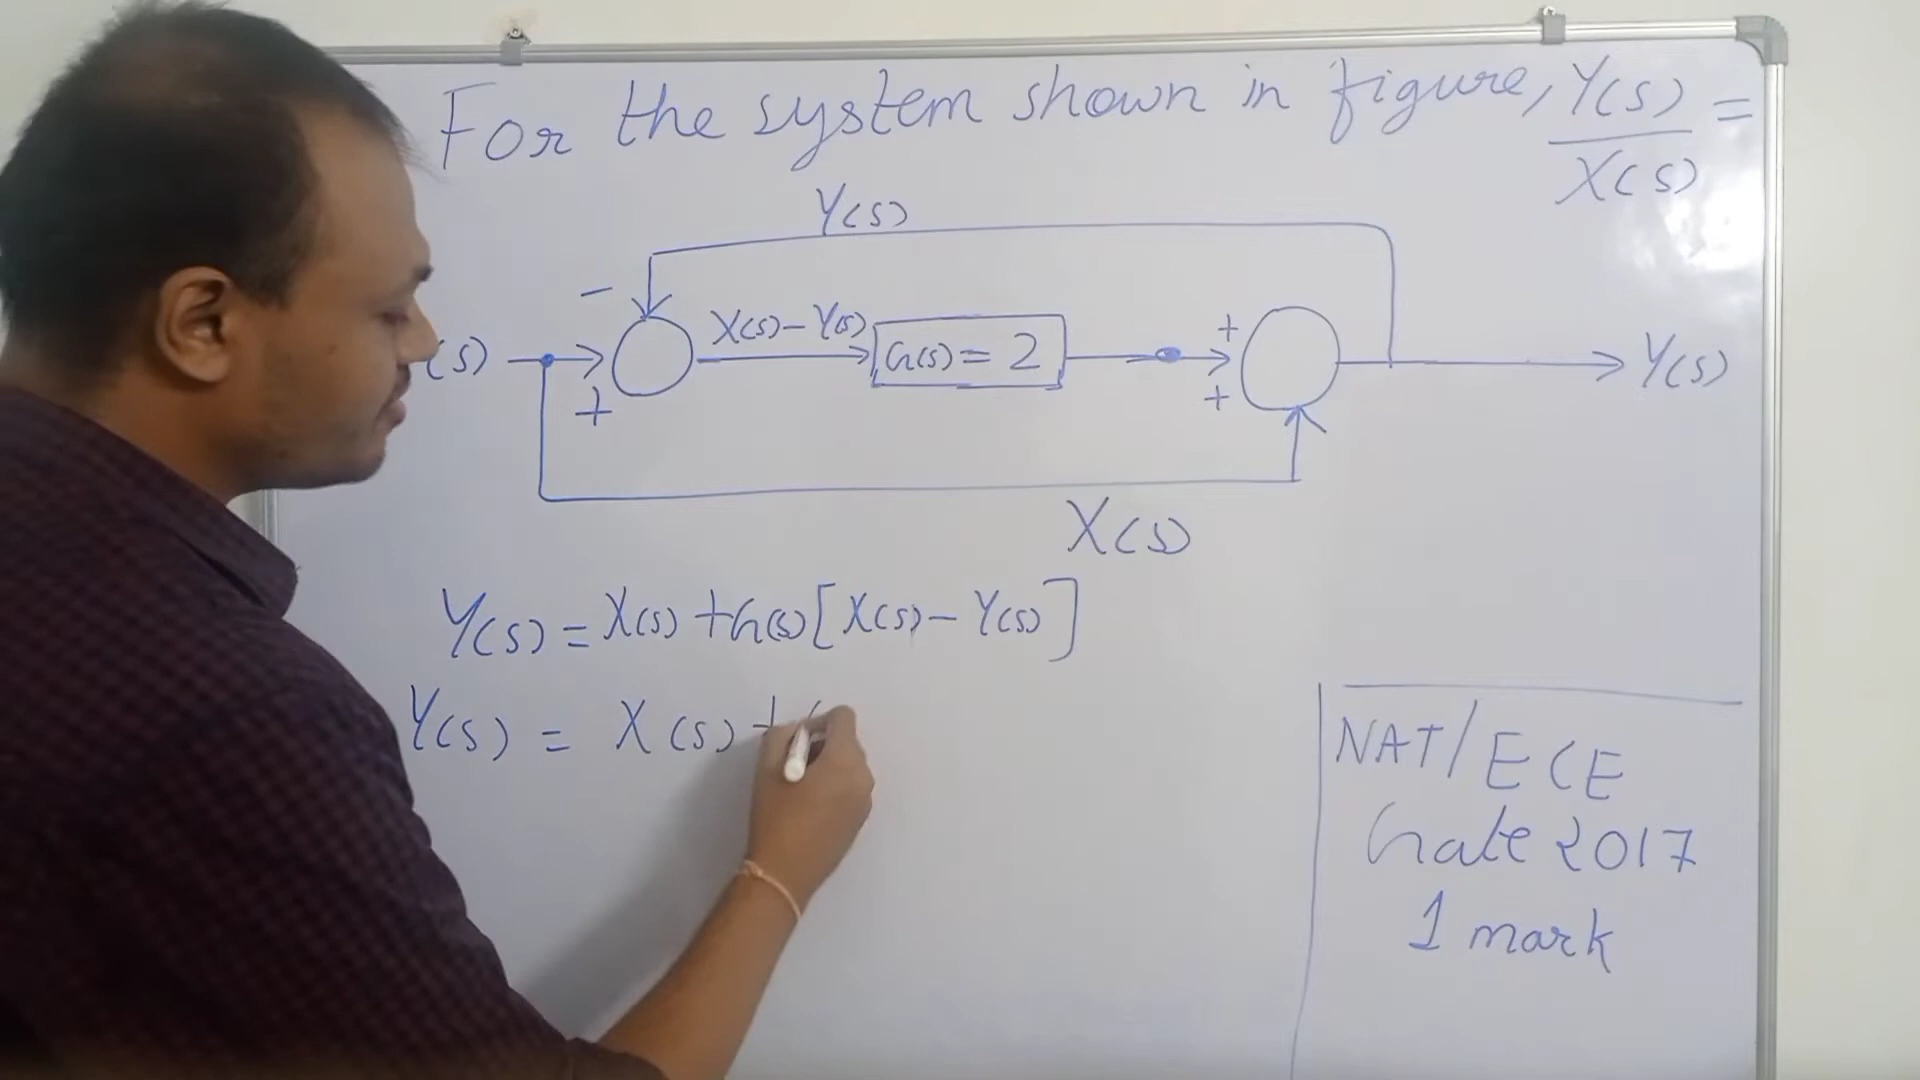 For the system shown in figure, Y(s)/X(s) =
Y(s)
-
X(s)-Y(s)
+
(s)
G(s) = 2
Y(s)
+
+
X(s)
Y(s) = X(s) + G(s) [X(s) - Y(s)]
Y(s) = X(s) +
NAT/ECE
Gate 2017
1 mark